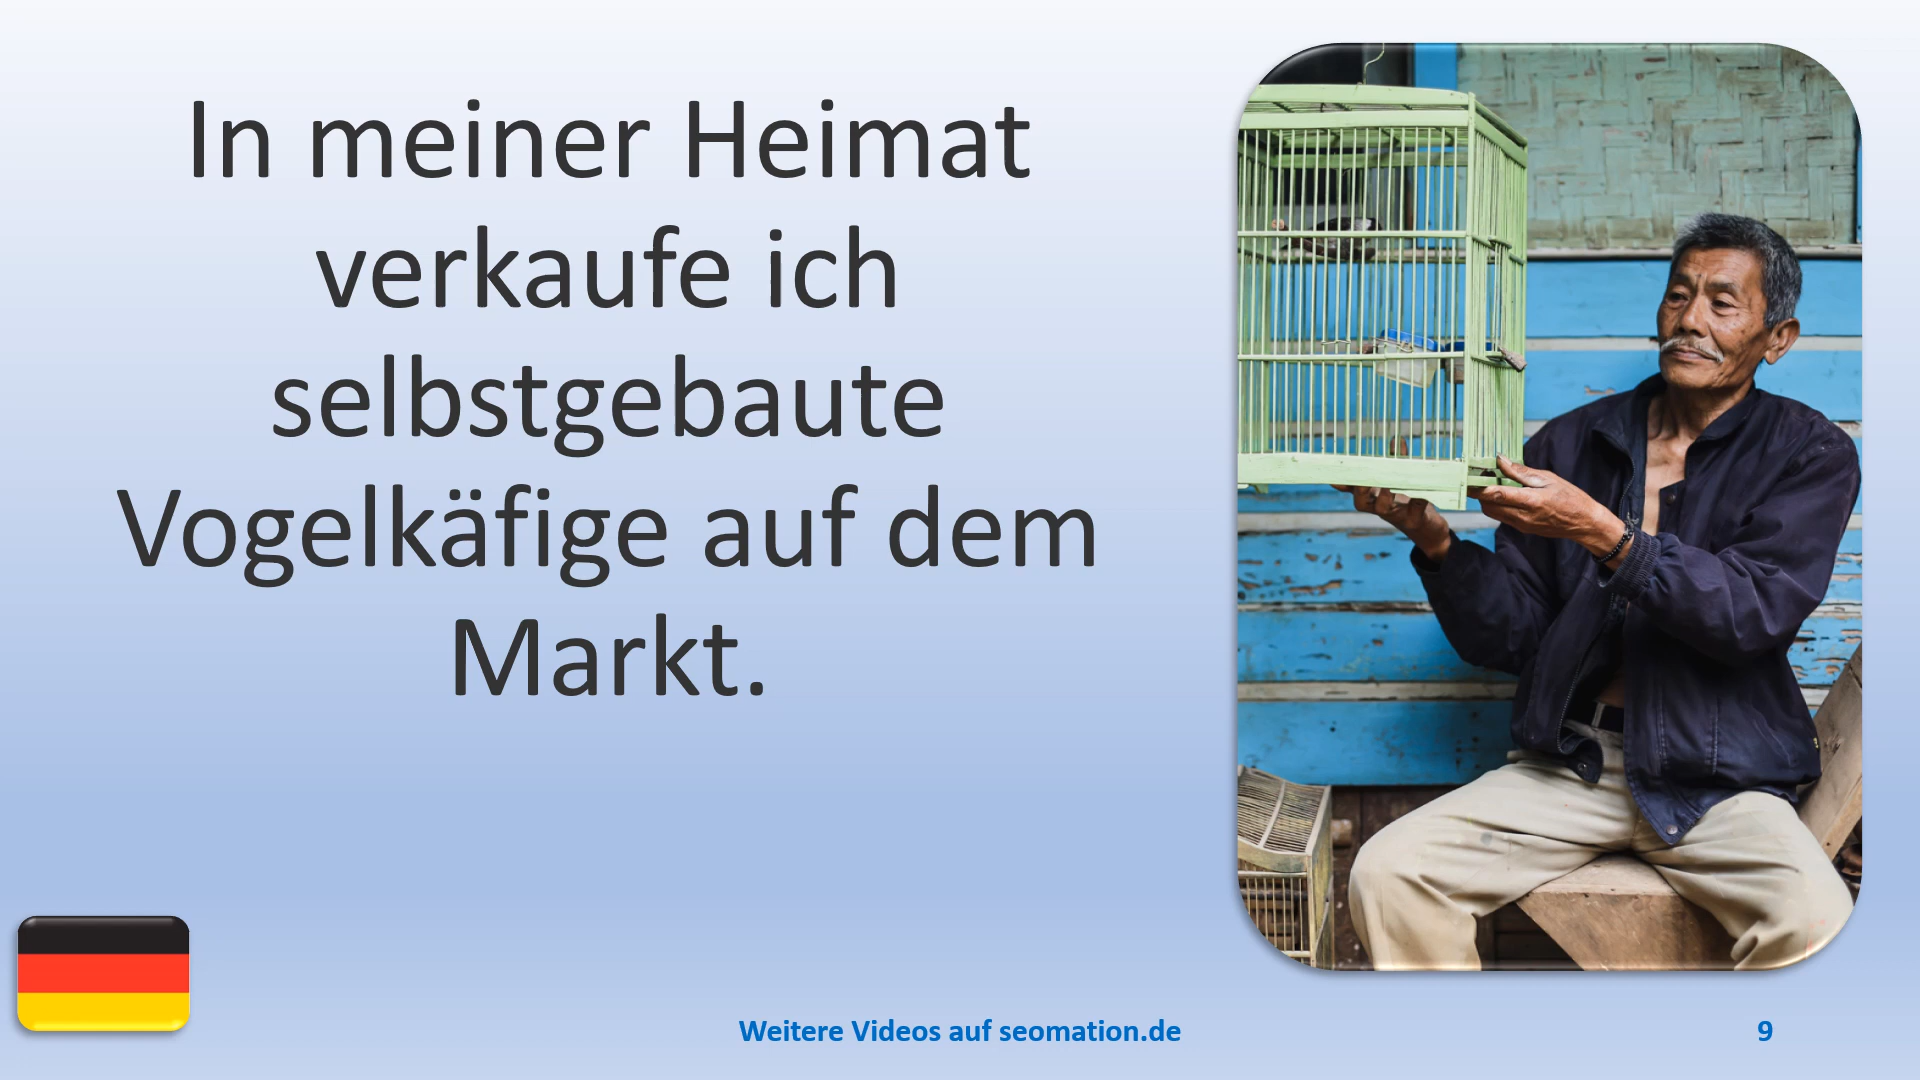 In meiner Heimat
verkaufe ich
selbstgebaute
Vogelkäfige auf dem
Markt.
Weitere Videos auf seomation.de
9